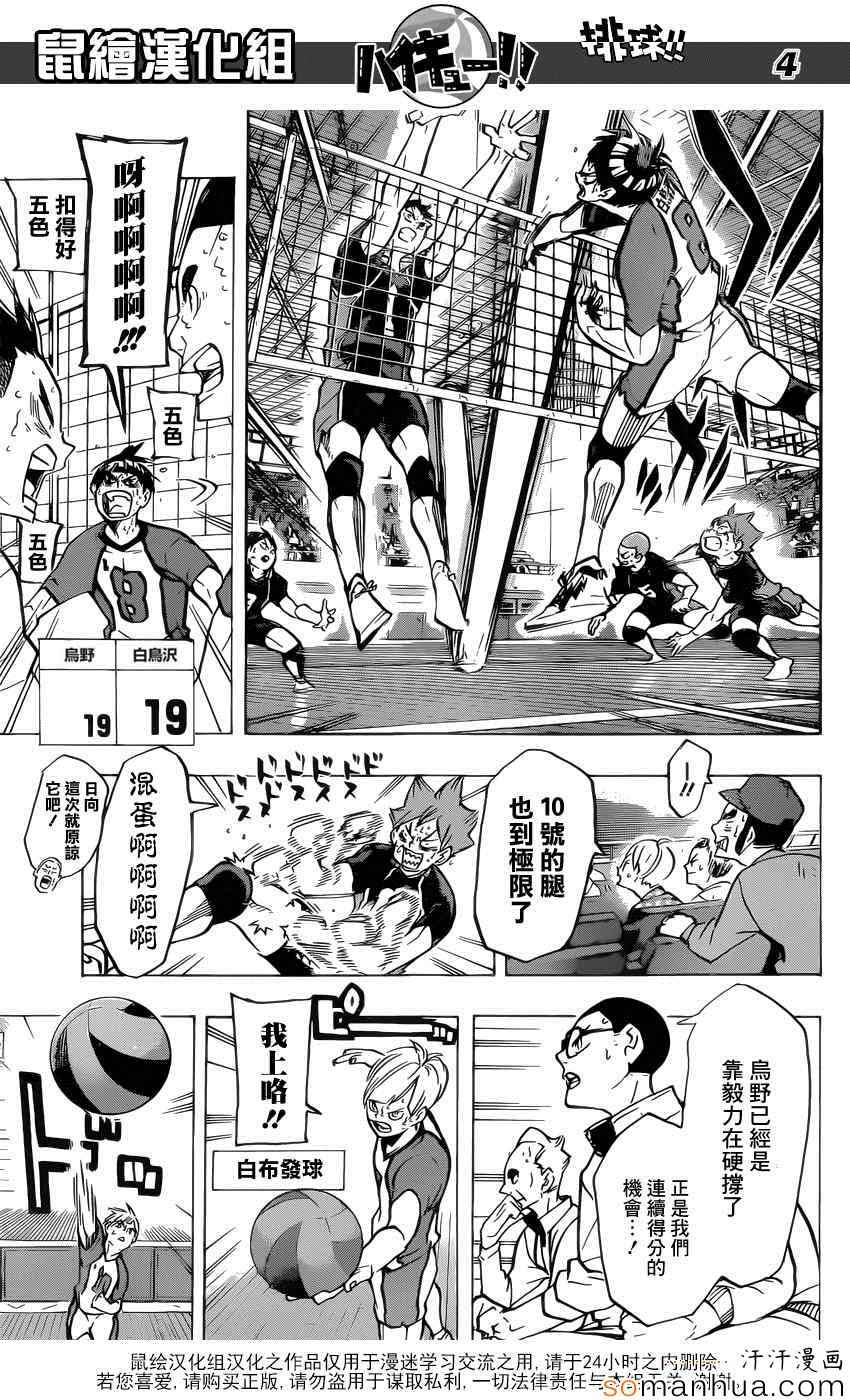 鼠繪漢化組
ハイキュー!!
排球!!
4
呀啊啊啊啊!!!
扣得好
五色
五色
五色
8
8
烏野
白鳥沢
19
19
!!
10號的腿
也到極限了
ドドドドド
混蛋啊啊啊啊
日向
這次就原諒
它吧!
烏野已經是
靠毅力在硬撐了
正是我們
連續得分的
機會…!
我上咯!!
白布發球
鼠绘汉化组汉化之作品仅用于漫迷学习交流之用, 请于24小时之内删除
若您喜爱, 请购买正版, 请勿盗用于谋取私利, 一切法律责任与
汗汗漫画
somanhua.com